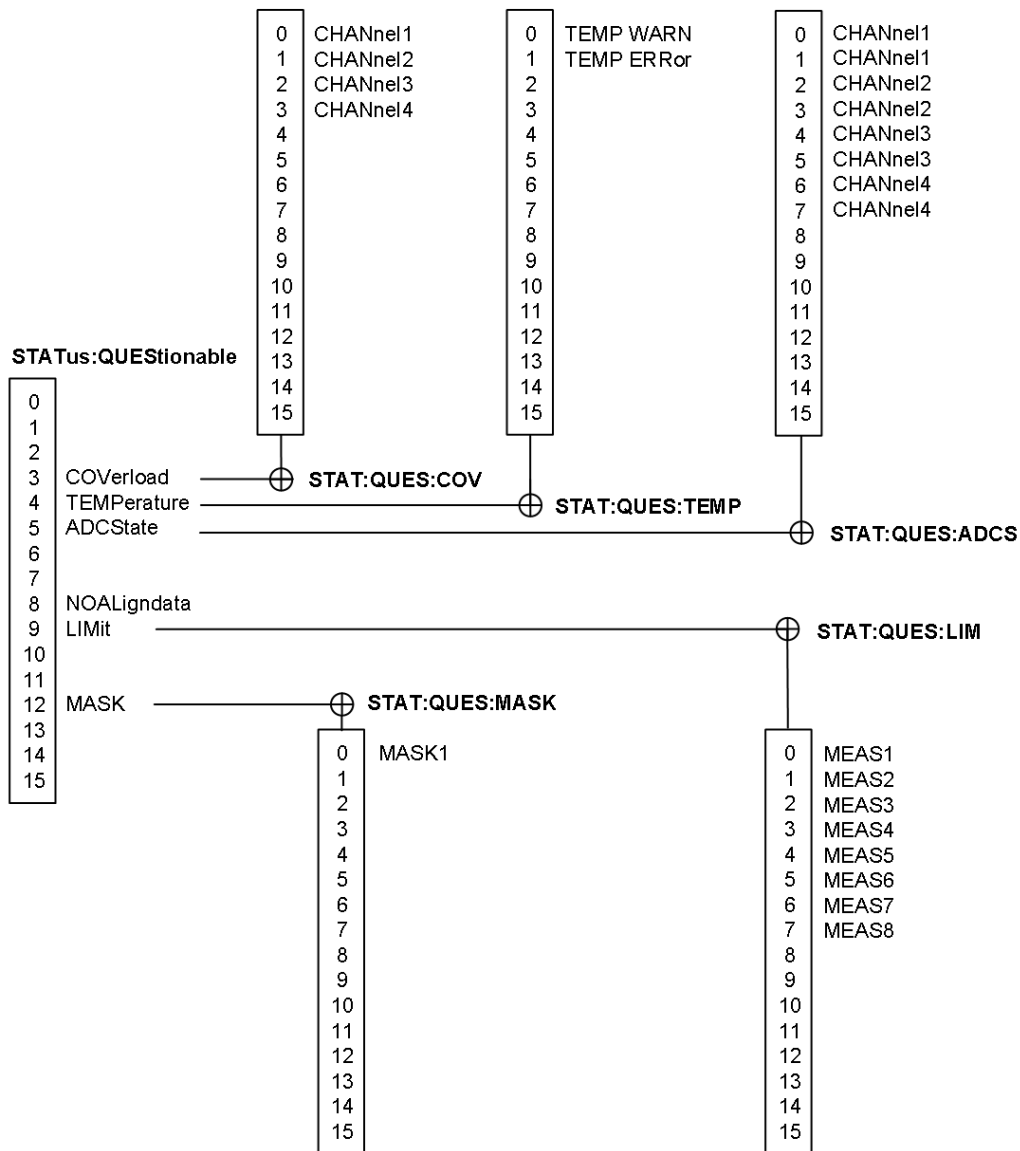 0 CHANnel1
1 CHANnel2
2 CHANnel3
3 CHANnel4
4
5
6
7
8
9
10
11
12
13
14
15
0 TEMP WARN
1 TEMP ERRor
2
3
4
5
6
7
8
9
10
11
12
13
14
15
0 CHANnel1
1 CHANnel1
2 CHANnel2
3 CHANnel2
4 CHANnel3
5 CHANnel3
6 CHANnel4
7 CHANnel4
8
9
10
11
12
13
14
15
STATus:QUEStionable
0
1
2
3 COVerload
4 TEMPerature
5 ADCState
6
7
8 NOALigndata
9 LIMit
10
11
12 MASK
13
14
15
STAT:QUES:COV
STAT:QUES:TEMP
STAT:QUES:ADCS
STAT:QUES:LIM
STAT:QUES:MASK
0 MASK1
1
2
3
4
5
6
7
8
9
10
11
12
13
14
15
0 MEAS1
1 MEAS2
2 MEAS3
3 MEAS4
4 MEAS5
5 MEAS6
6 MEAS7
7 MEAS8
8
9
10
11
12
13
14
15